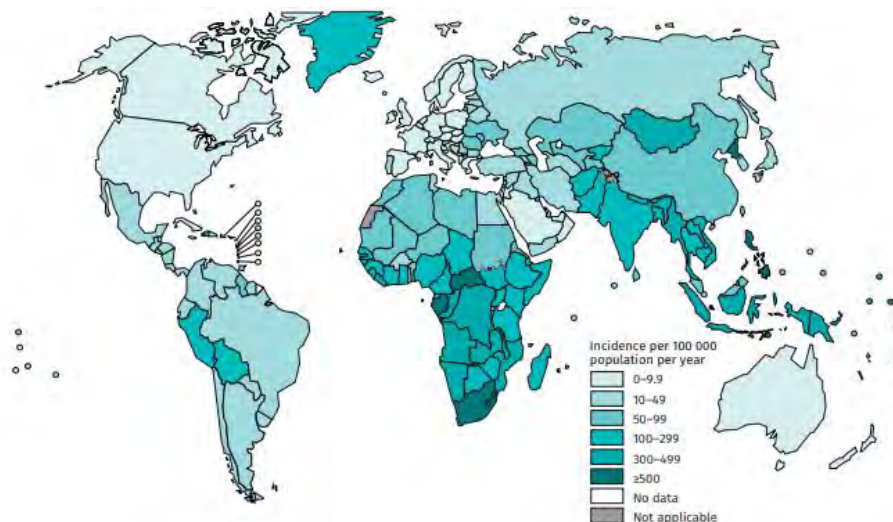 Incidence per 100 000
population per year
0–9.9
10–49
50–99
100–299
300–499
≥500
No data
Not applicable